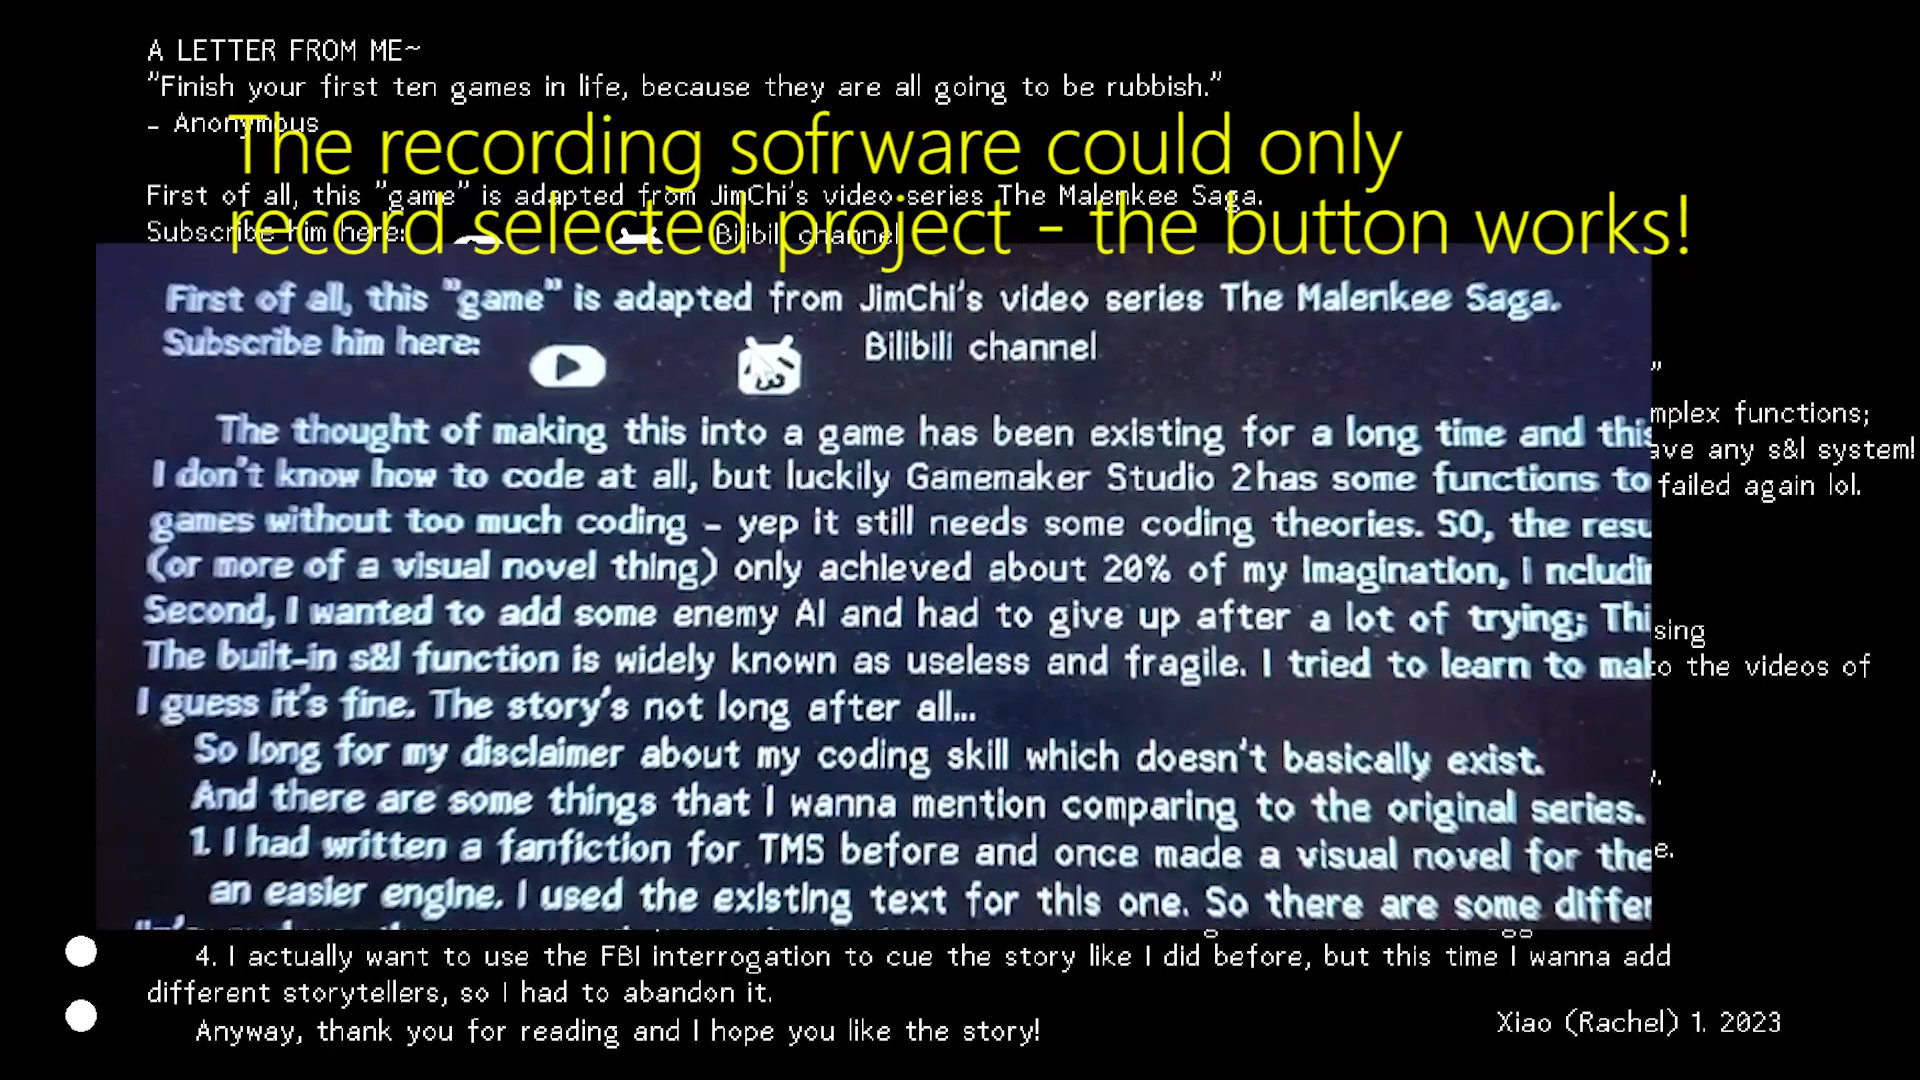 A LETTER FROM ME~
"Finish your first ten games in life, because they are all going to be rubbish."
- Anonymous
The recording sofrware could only
record selected project - the button works!
First of all, this "game" is adapted from JimChi's video series The Malenkee Saga.
Subscribe him here:
Bilibili channel
First of all, this "game" is adapted from JimChi's video series The Malenkee Saga.
Subscribe him here:
Bilibili channel
The thought of making this into a game has been existing for a long time and this
I don't know how to code at all, but luckily Gamemaker Studio 2 has some functions to
games without too much coding - yep it still needs some coding theories. SO, the
(or more of a visual novel thing) only achieved about 20% of my imagination,
Second, I wanted to add some enemy AI and had to give up after a lot of trying;
The built-in s&l function is widely known as useless and fragile. I tried to learn to
I guess it's fine. The story's not long after all...
So long for my disclaimer about my coding skill which doesn't basically exist.
And there are some things that I wanna mention comparing to the original series.
1. I had written a fanfiction for TMS before and once made a visual novel for the
an easier engine. I used the existing text for this one. So there are some
functions;
any s&l system!
failed again lol.
the videos of
4. I actually want to use the FBI interrogation to cue the story like I did before, but this time I wanna add
different storytellers, so I had to abandon it.
Anyway, thank you for reading and I hope you like the story!
Xiao (Rachel) 1. 2023